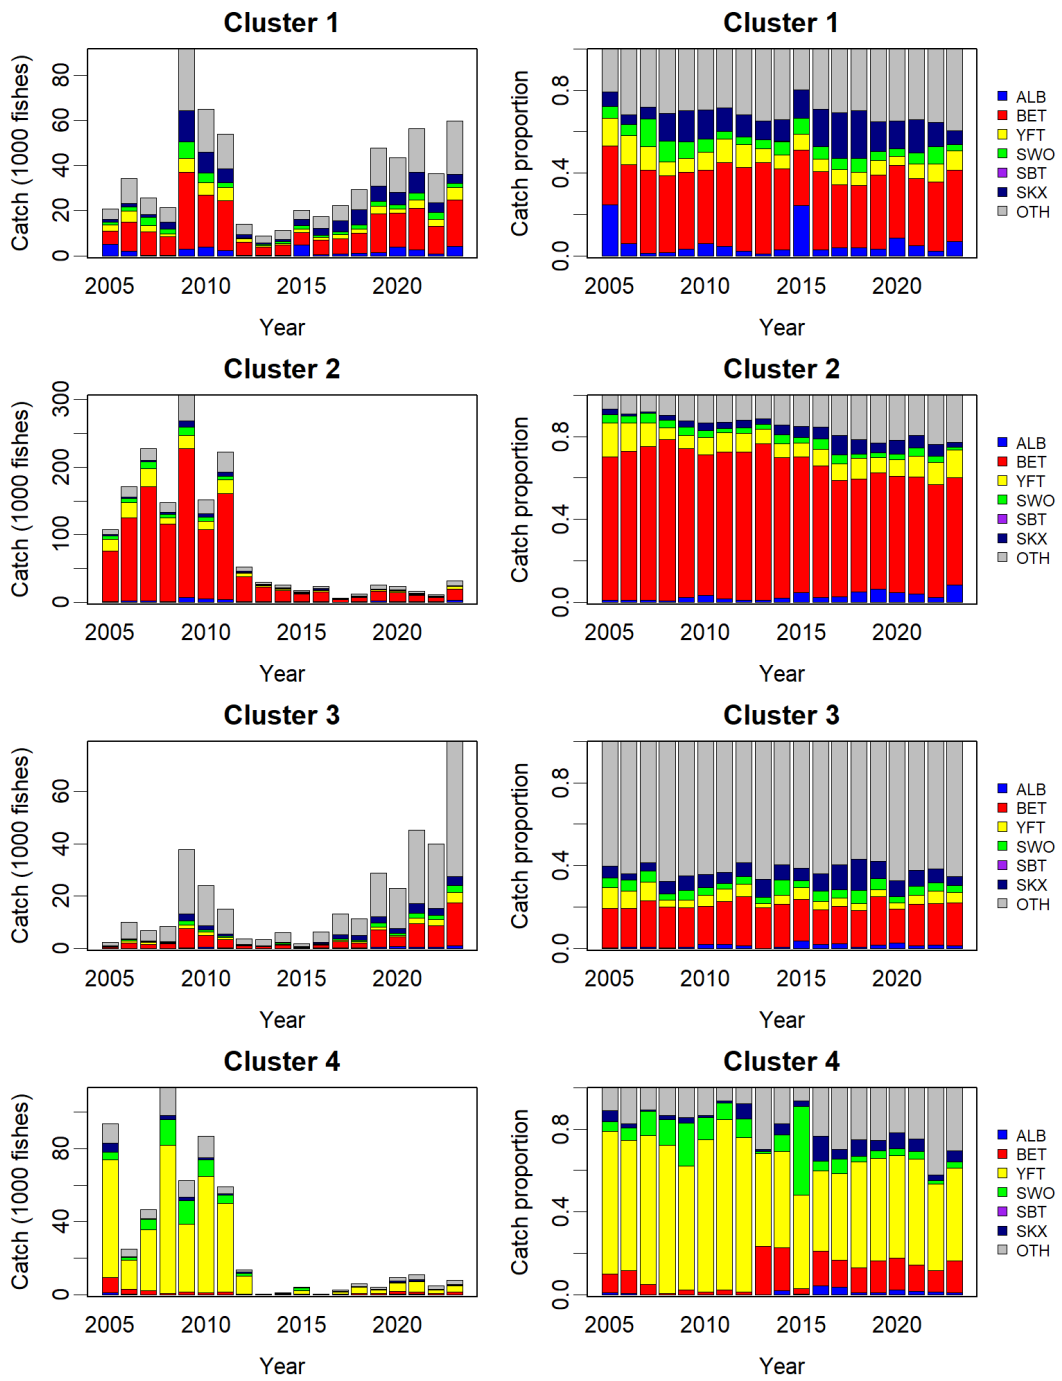 Cluster 1
Cluster 1
Catch (1000 fishes)
0 20 40 60 80
2005 2010 2015 2020
Year
Catch proportion
0.0 0.4 0.8
2005 2010 2015 2020
Year
ALB
BET
YFT
SWO
SBT
SKX
OTH
Cluster 2
Cluster 2
Catch (1000 fishes)
0 100 200 300
2005 2010 2015 2020
Year
Catch proportion
0.0 0.4 0.8
2005 2010 2015 2020
Year
ALB
BET
YFT
SWO
SBT
SKX
OTH
Cluster 3
Cluster 3
Catch (1000 fishes)
0 20 40 60
2005 2010 2015 2020
Year
Catch proportion
0.0 0.4 0.8
2005 2010 2015 2020
Year
ALB
BET
YFT
SWO
SBT
SKX
OTH
Cluster 4
Cluster 4
Catch (1000 fishes)
0 40 80
2005 2010 2015 2020
Year
Catch proportion
0.0 0.4 0.8
2005 2010 2015 2020
Year
ALB
BET
YFT
SWO
SBT
SKX
OTH